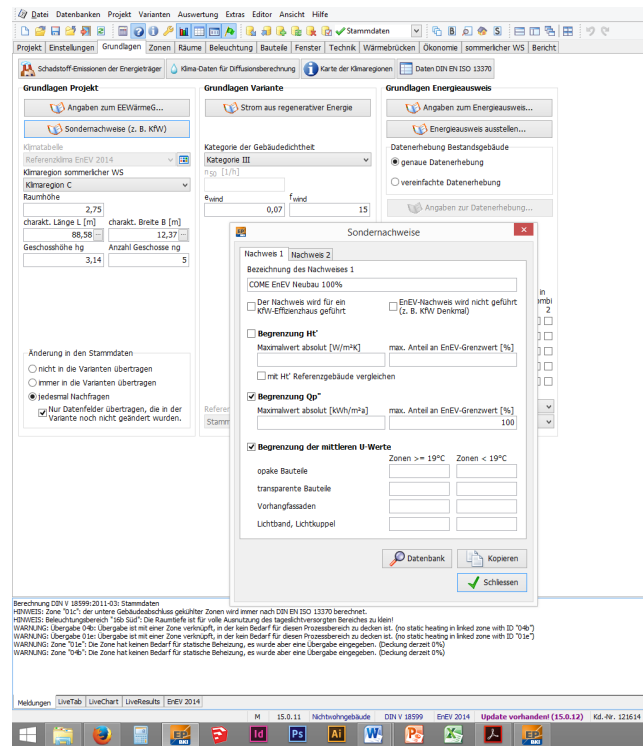 Datei Datenbanken Projekt Varianten Auswertung Extras Editor Ansicht Hilfe
Stammdaten
Projekt Einstellungen Grundlagen Zonen Räume Beleuchtung Bauteile Fenster Technik Wärmebrücken Ökonomie sommerlicher WS Bericht
Schadstoff-Emissionen der Energieträger Klima-Daten für Diffusionsberechnung Karte der Klimaregionen Daten DIN EN ISO 13370
Grundlagen Projekt
Angaben zum EEWärmeG...
Sondernachweise (z. B. KfW)
Klimatabelle
Referenzklima EnEV 2014
Klimaregion sommerlicher WS
Klimaregion C
Raumhöhe
2,75
charakt. Länge L [m] charakt. Breite B [m]
88,58 ... 12,37 ...
Geschosshöhe hg Anzahl Geschosse ng
3,14 5
Änderung in den Stammdaten
nicht in die Varianten übertragen
immer in die Varianten übertragen
jedesmal Nachfragen
Nur Datenfelder übertragen, die in der
Variante noch nicht geändert wurden.
Grundlagen Variante
Strom aus regenerativer Energie
Kategorie der Gebäudedichtheit
Kategorie III
n50 [1/h]
ewind fwind
0,07 15
Referen
Stamm
Grundlagen Energieausweis
Angaben zum Energieausweis...
Energieausweis ausstellen...
Datenerhebung Bestandsgebäude
genaue Datenerhebung
vereinfachte Datenerhebung
Angaben zur Datenerhebung...
in
ombi
2
Sondernachweise
Nachweis 1 Nachweis 2
Bezeichnung des Nachweises 1
COME EnEV Neubau 100%
Der Nachweis wird für ein
KfW-Effizienzhaus geführt
EnEV-Nachweis wird nicht geführt
(z. B. KfW Denkmal)
Begrenzung Ht'
Maximalwert absolut [W/m²K] max. Anteil an EnEV-Grenzwert [%]
mit Ht' Referenzgebäude vergleichen
Begrenzung Qp"
Maximalwert absolut [kWh/m²a] max. Anteil an EnEV-Grenzwert [%]
100
Begrenzung der mittleren U-Werte
Zonen >= 19°C Zonen < 19°C
opake Bauteile
transparente Bauteile
Vorhangfassaden
Lichtband, Lichtkuppel
Datenbank Kopieren
Schliessen
Berechnung DIN V 18599:2011-03: Stammdaten
HINWEIS: Zone "01c": der untere Gebäudeabschluss gekühlter Zonen wird immer nach DIN EN ISO 13370 berechnet.
HINWEIS: Beleuchtungsbereich "16b Süd": Die Raumtiefe ist für volle Ausnutzung des tageslichtversorgten Bereiches zu klein!
WARNUNG: Übergabe 04b: Übergabe ist mit einer Zone verknüpft, in der kein Bedarf für diesen Prozessbereich zu decken ist. (no static heating in linked zone with ID "04b")
WARNUNG: Übergabe 01e: Übergabe ist mit einer Zone verknüpft, in der kein Bedarf für diesen Prozessbereich zu decken ist. (no static heating in linked zone with ID "01e")
WARNUNG: Zone "01e": Die Zone hat keinen Bedarf für statische Beheizung, es wurde aber eine Übergabe eingegeben. (Deckung derzeit 0%)
WARNUNG: Zone "04b": Die Zone hat keinen Bedarf für statische Beheizung, es wurde aber eine Übergabe eingegeben. (Deckung derzeit 0%)
Meldungen LiveTab LiveChart LiveResults EnEV 2014
M 15.0.11 Nichtwohngebäude DIN V 18599 EnEV 2014 Update vorhanden! (15.0.12) Kd.-Nr. 121614
EP BKI Id Ps Ai